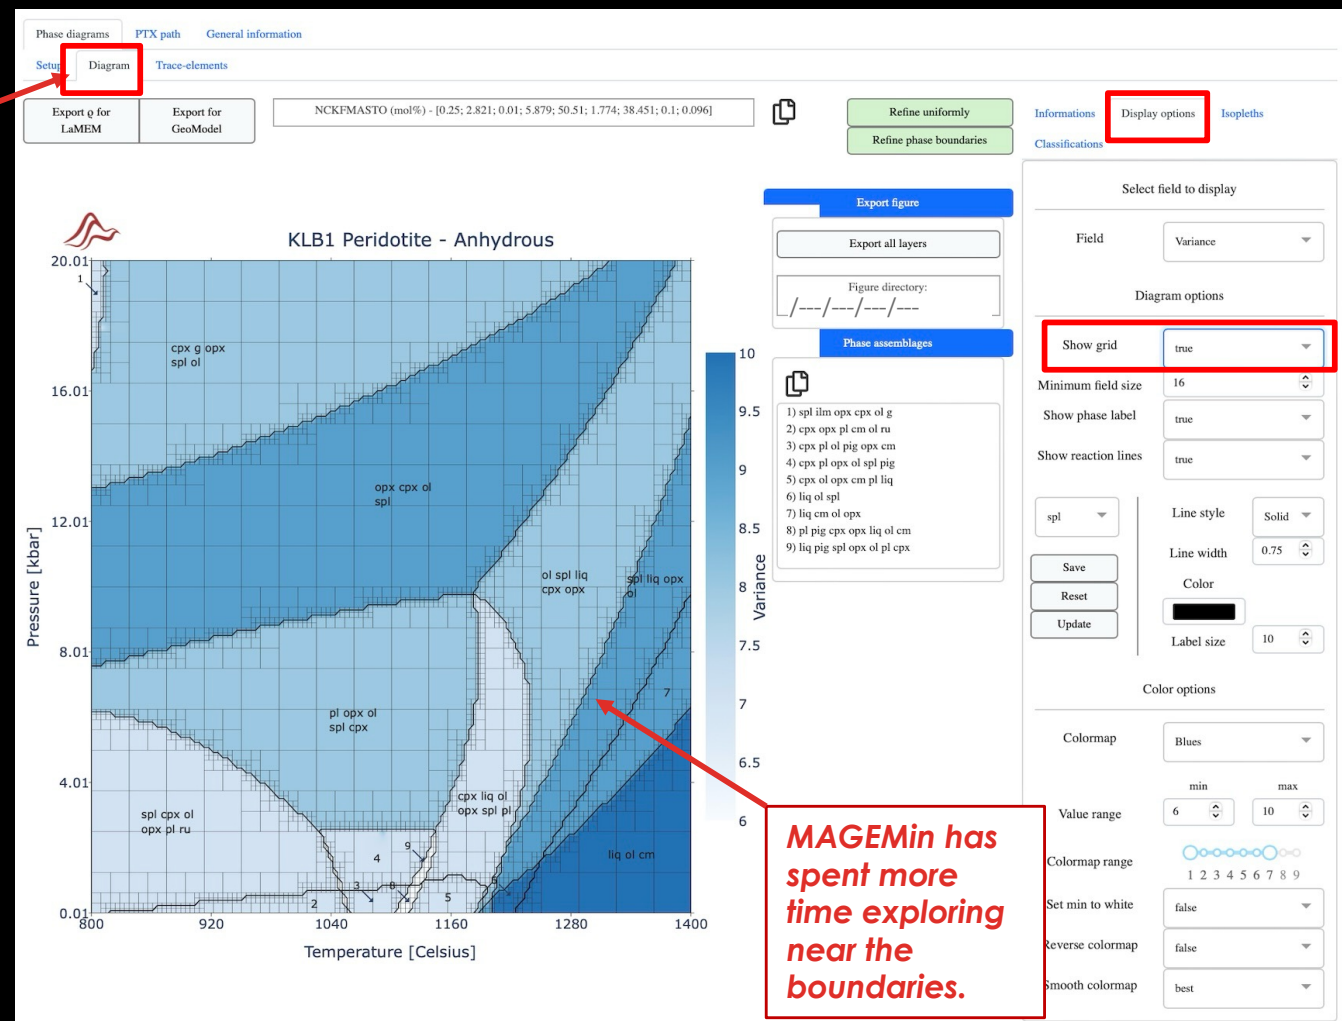 Phase diagrams PTX path General information
Setup Diagram Trace-elements
Export ρ for LaMEM
Export for GeoModel
NCKFMASTO (mol%) - [0.25; 2.821; 0.01; 5.879; 50.51; 1.774; 38.451; 0.1; 0.096]
Refine uniformly
Refine phase boundaries
Informations Display options Isopleths
Classifications
KLB1 Peridotite - Anhydrous
Pressure [kbar]
20.01
16.01
12.01
8.01
4.01
0.01
800 920 1040 1160 1280 1400
Temperature [Celsius]
1
cpx g opx
spl ol
opx cpx ol
spl
ol spl liq
cpx opx
spl liq opx
ol
7
pl opx ol
spl cpx
cpx liq ol
opx spl pl
spl cpx ol
opx pl ru
9
4
liq ol cm
3 8
2
5
10
9.5
9
8.5
8
7.5
7
6.5
6
Variance
Export figure
Export all layers
Figure directory:
_/---/---/---/---
Phase assemblages
1) spl ilm opx cpx ol g
2) cpx opx pl cm ol ru
3) cpx pl ol pig opx cm
4) cpx pl opx ol spl pig
5) cpx ol opx cm pl liq
6) liq ol spl
7) liq cm ol opx
8) pl pig cpx opx liq ol cm
9) liq pig spl opx ol pl cpx
Select field to display
Field Variance
Diagram options
Show grid true
Minimum field size 16
Show phase label true
Show reaction lines true
spl
Save
Reset
Update
Line style Solid
Line width 0.75
Color
Label size 10
Color options
Colormap Blues
min max
Value range 6 10
Colormap range
1 2 3 4 5 6 7 8 9
Set min to white false
Reverse colormap false
Smooth colormap best
MAGEMin has
spent more
time exploring
near the
boundaries.